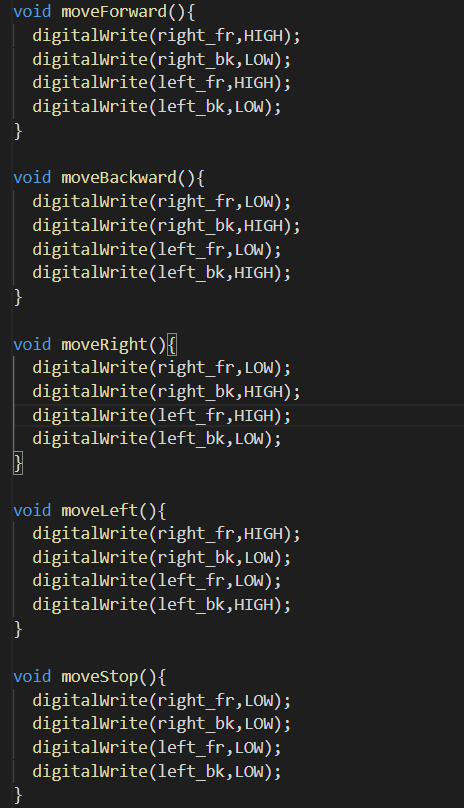 void moveForward(){
  digitalWrite(right_fr,HIGH);
  digitalWrite(right_bk,LOW);
  digitalWrite(left_fr,HIGH);
  digitalWrite(left_bk,LOW);
}

void moveBackward(){
  digitalWrite(right_fr,LOW);
  digitalWrite(right_bk,HIGH);
  digitalWrite(left_fr,LOW);
  digitalWrite(left_bk,HIGH);
}

void moveRight(){
  digitalWrite(right_fr,LOW);
  digitalWrite(right_bk,HIGH);
  digitalWrite(left_fr,HIGH);
  digitalWrite(left_bk,LOW);
}

void moveLeft(){
  digitalWrite(right_fr,HIGH);
  digitalWrite(right_bk,LOW);
  digitalWrite(left_fr,LOW);
  digitalWrite(left_bk,HIGH);
}

void moveStop(){
  digitalWrite(right_fr,LOW);
  digitalWrite(right_bk,LOW);
  digitalWrite(left_fr,LOW);
  digitalWrite(left_bk,LOW);
}